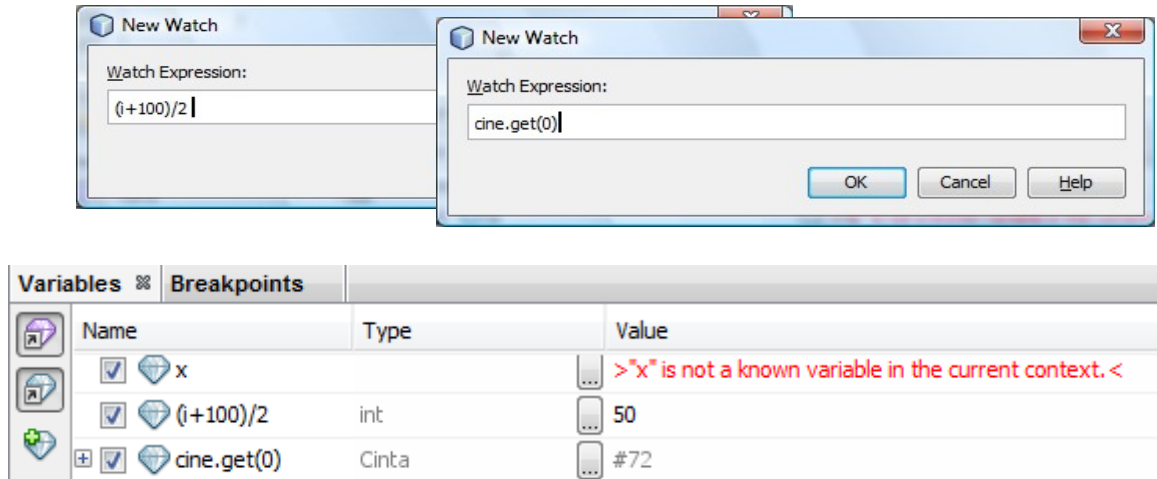 New Watch
Watch Expression:
(i+100)/2
New Watch
Watch Expression:
cine.get(0)
OK Cancel Help
Variables Breakpoints
Name Type Value
x >"x" is not a known variable in the current context.<
(i+100)/2 int ... 50
cine.get(0) Cinta ... #72